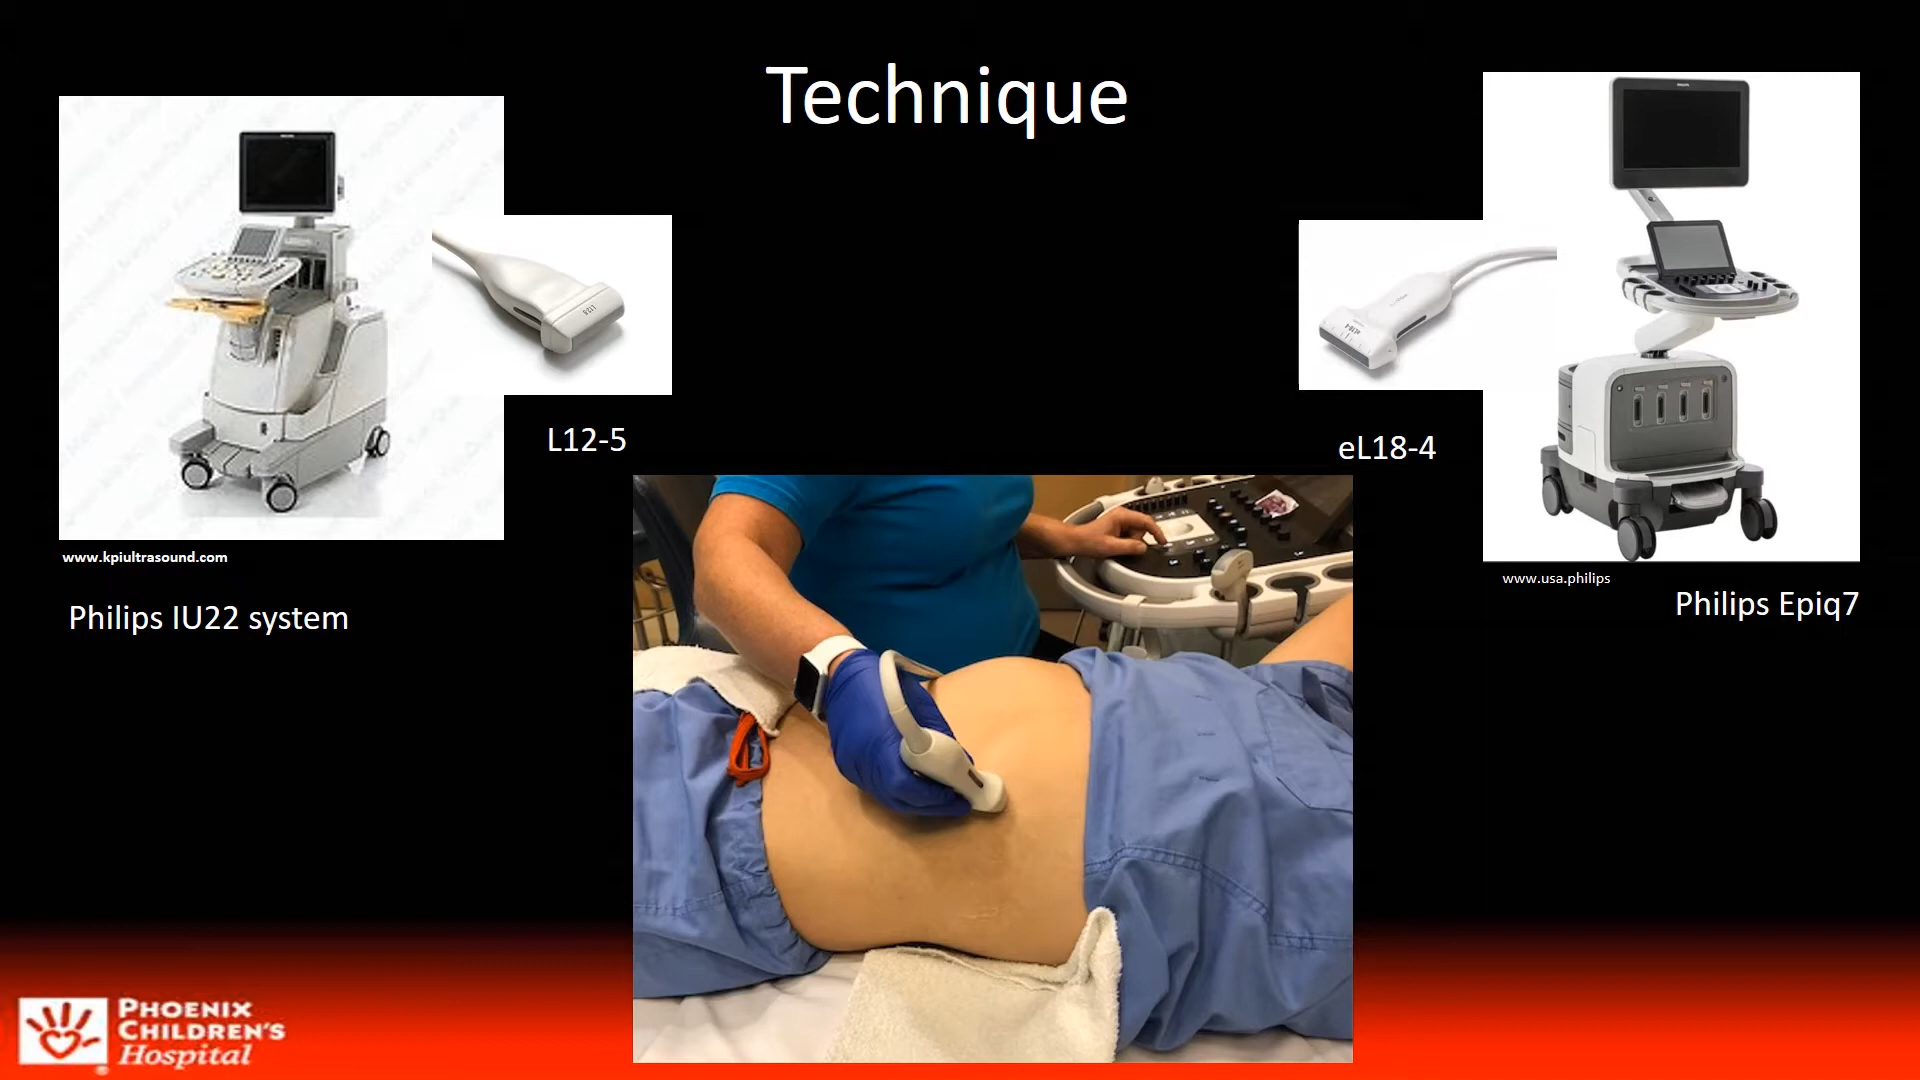 Technique
L12-5
eL18-4
www.kpiultrasound.com
Philips IU22 system
www.usa.philips
Philips Epiq7
PHOENIX
CHILDREN'S
Hospital